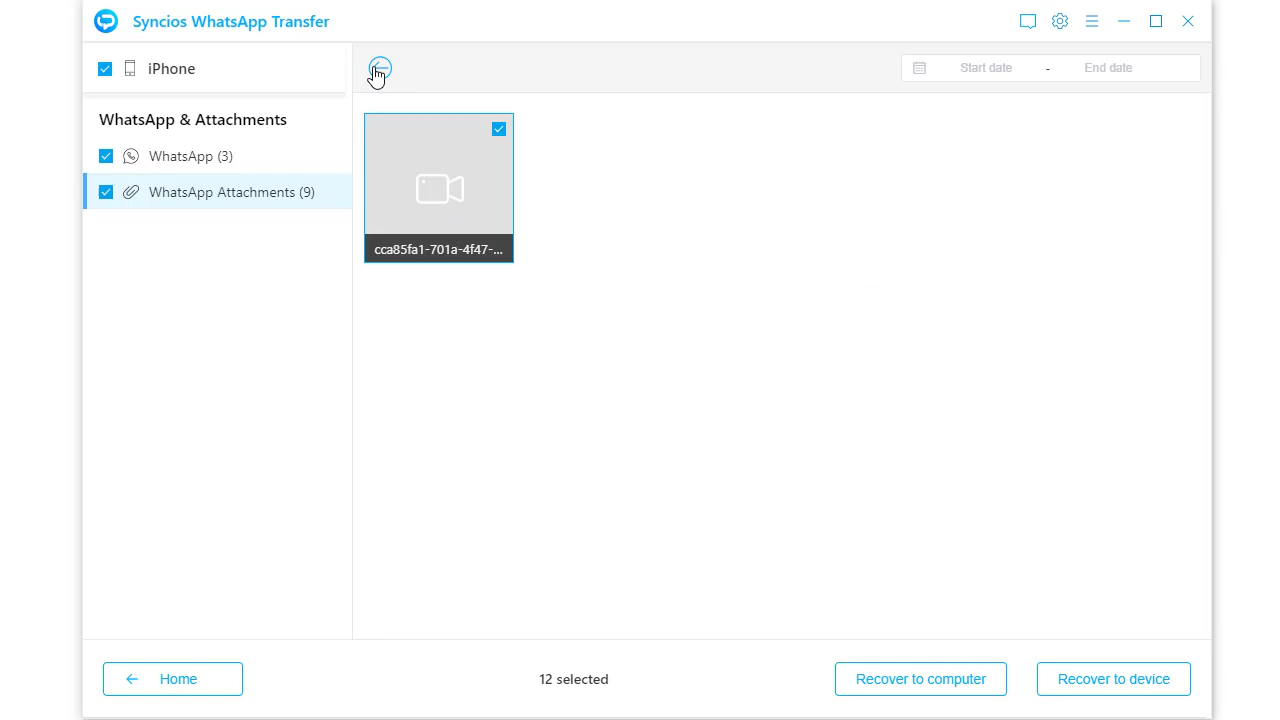 Syncios WhatsApp Transfer
iPhone
Start date - End date
WhatsApp & Attachments
WhatsApp (3)
WhatsApp Attachments (9)
cca85fa1-701a-4f47-...
Home
12 selected
Recover to computer
Recover to device